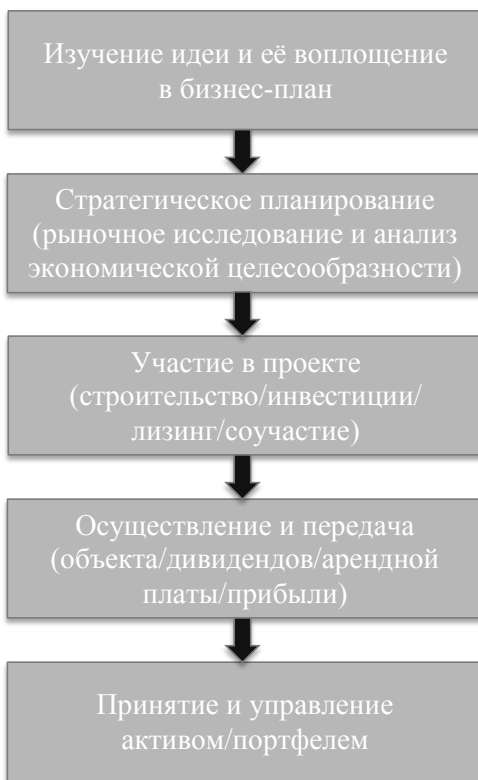 Изучение идеи и её воплощение
в бизнес-план
Стратегическое планирование
(рыночное исследование и анализ
экономической целесообразности)
Участие в проекте
(строительство/инвестиции/
лизинг/соучастие)
Осуществление и передача
(объекта/дивидендов/арендной
платы/прибыли)
Принятие и управление
активом/портфелем